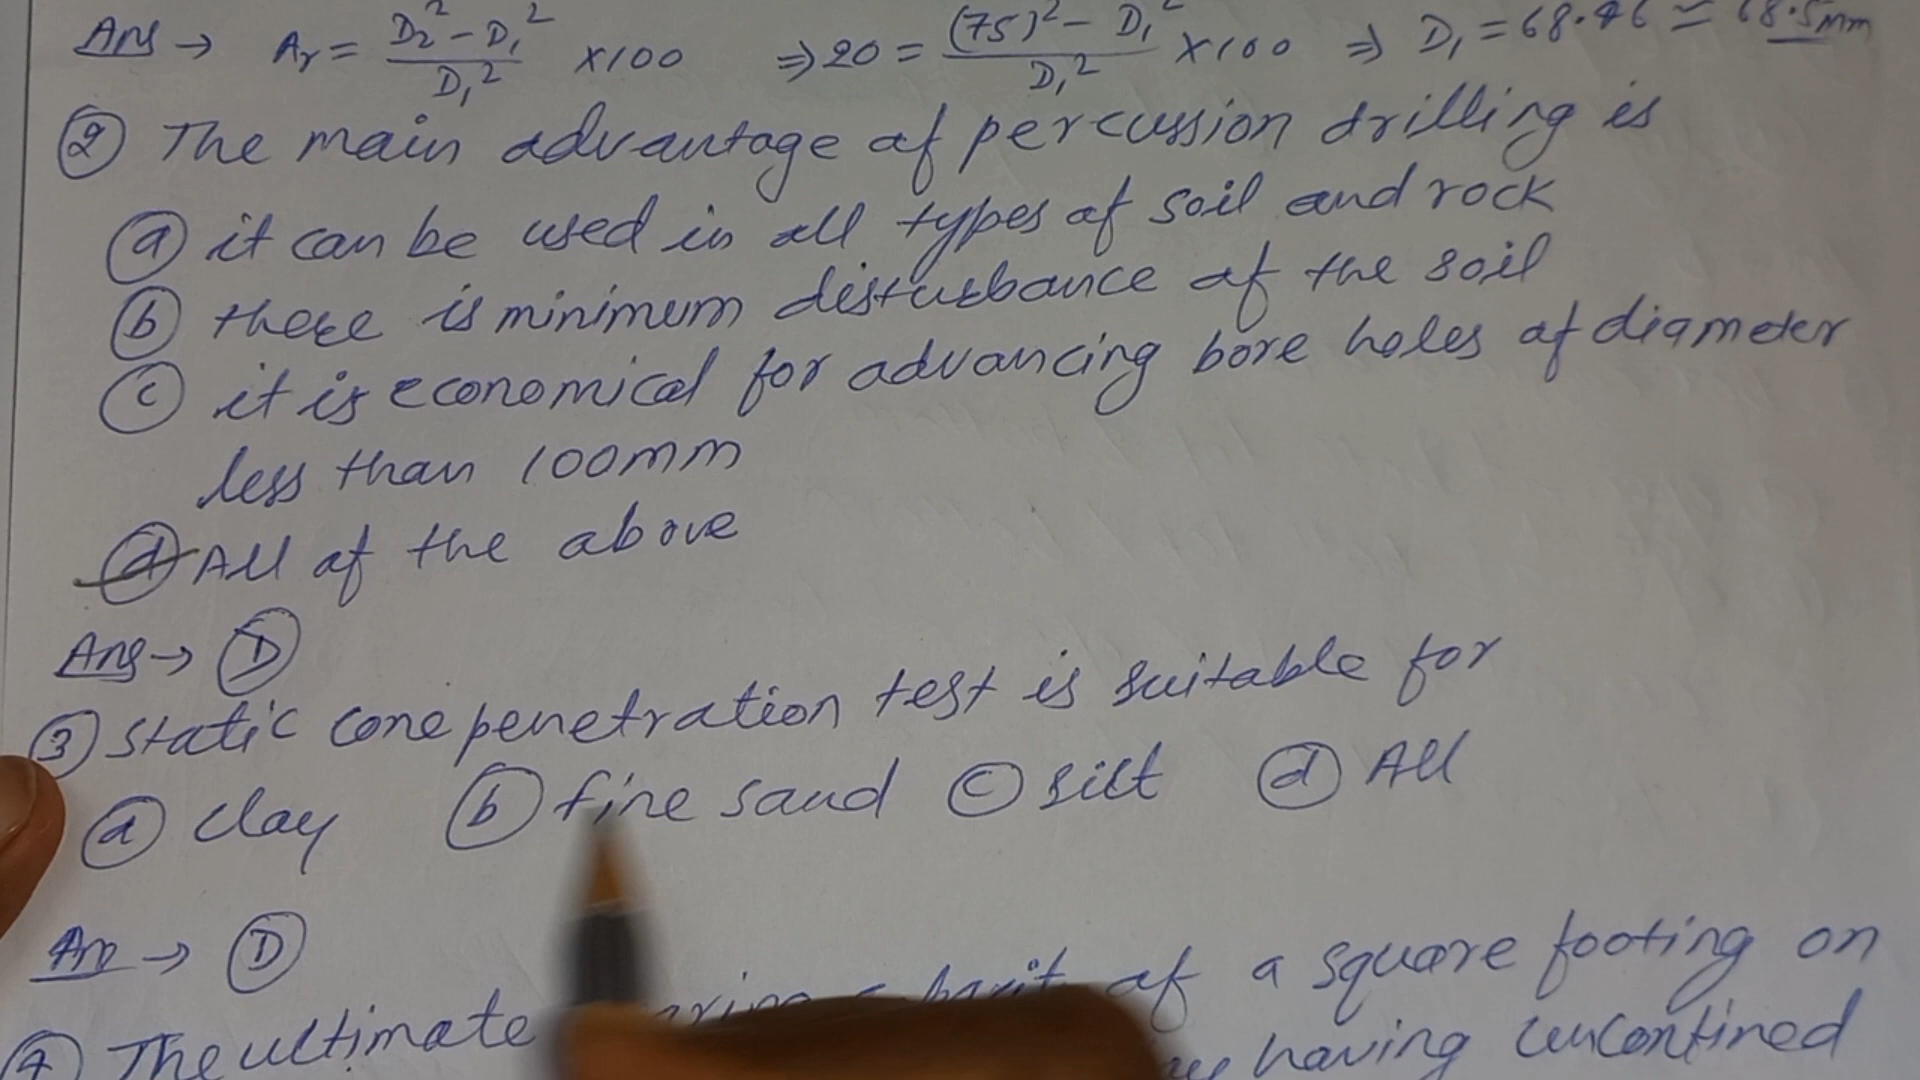 Ans → Ar = D2² - D1² / D1² ×100 ⇒ 20 = (75)² - D1² / D1² ×100 ⇒ D1 = 68.46 ≃ 68.5mm
② The main advantage of percussion drilling is
ⓐ it can be used in all types of soil and rock
ⓑ there is minimum disturbance of the soil
ⓒ it is economical for advancing bore holes of diameter
less than 100mm
ⓓ All of the above
Ans → Ⓓ
③ Static cone penetration test is suitable for
ⓐ clay ⓑ fine sand ⓒ silt ⓓ All
An → Ⓓ
④ The ultimate of a square footing on
having unconfined